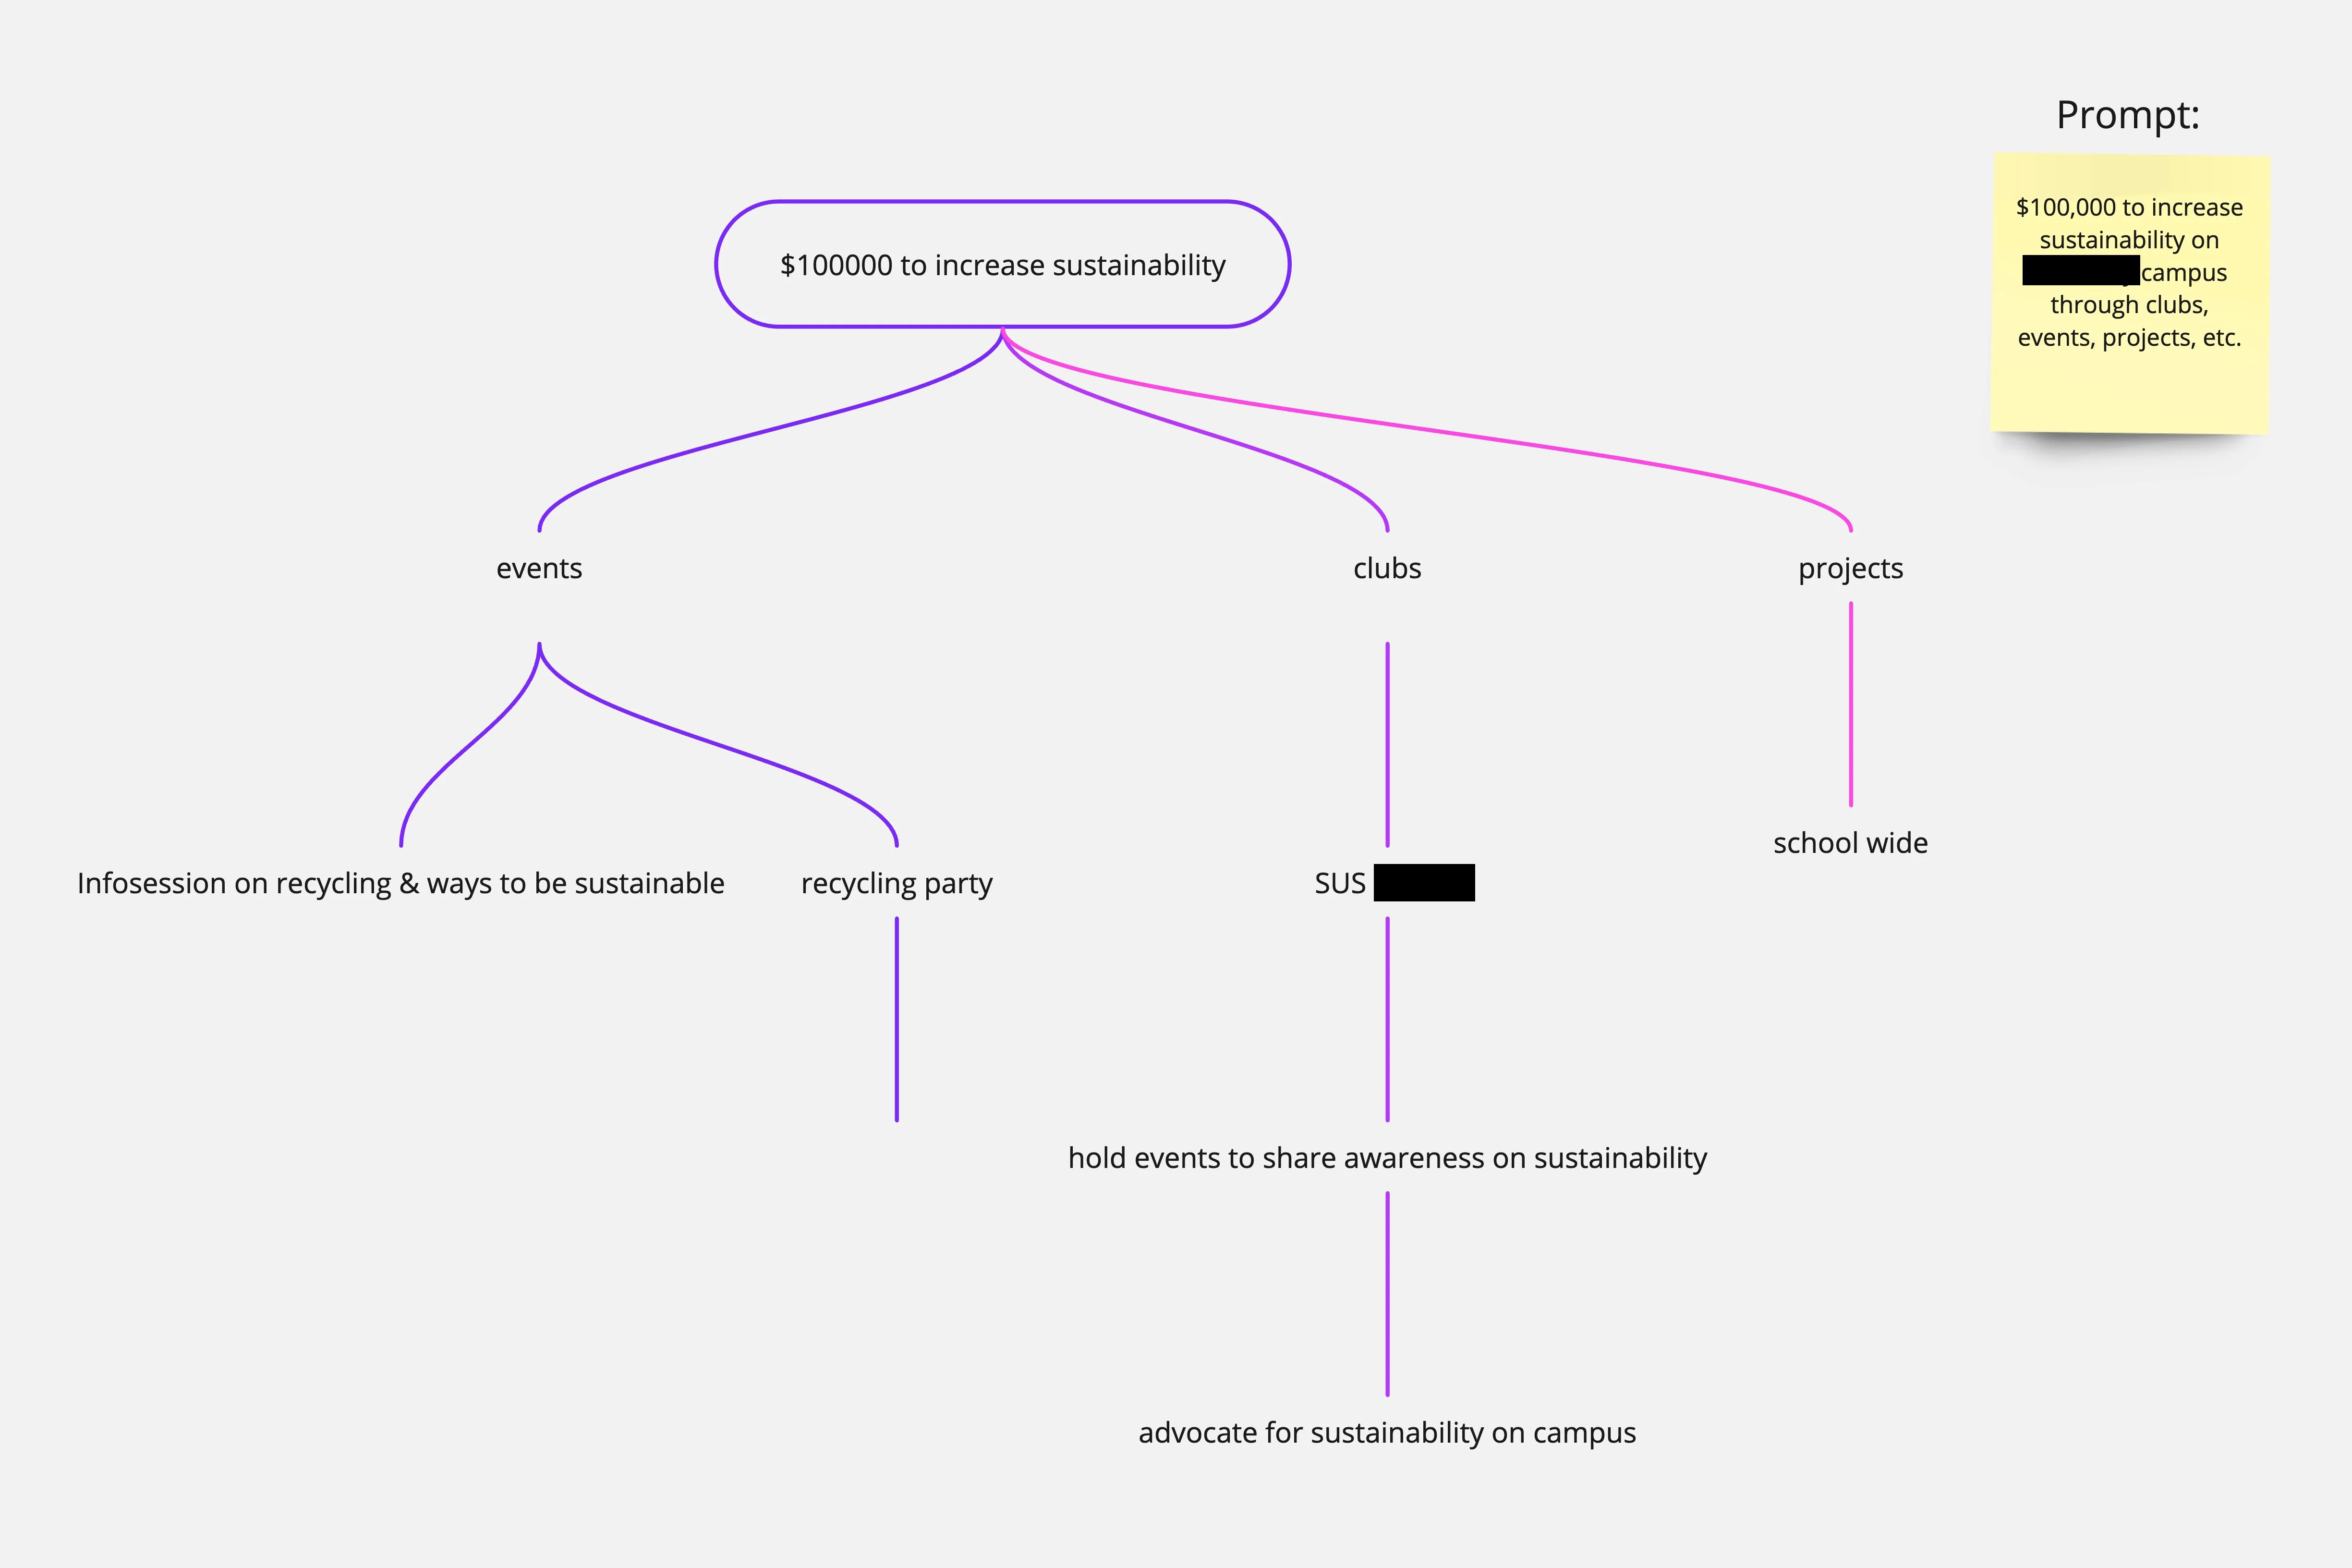 Prompt:
$100,000 to increase
sustainability on
campus
through clubs,
events, projects, etc.
$100000 to increase sustainability
events
clubs
projects
school wide
Infosession on recycling & ways to be sustainable
recycling party
SUS
hold events to share awareness on sustainability
advocate for sustainability on campus